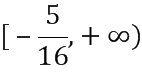 [ - 5/16, + ∞)